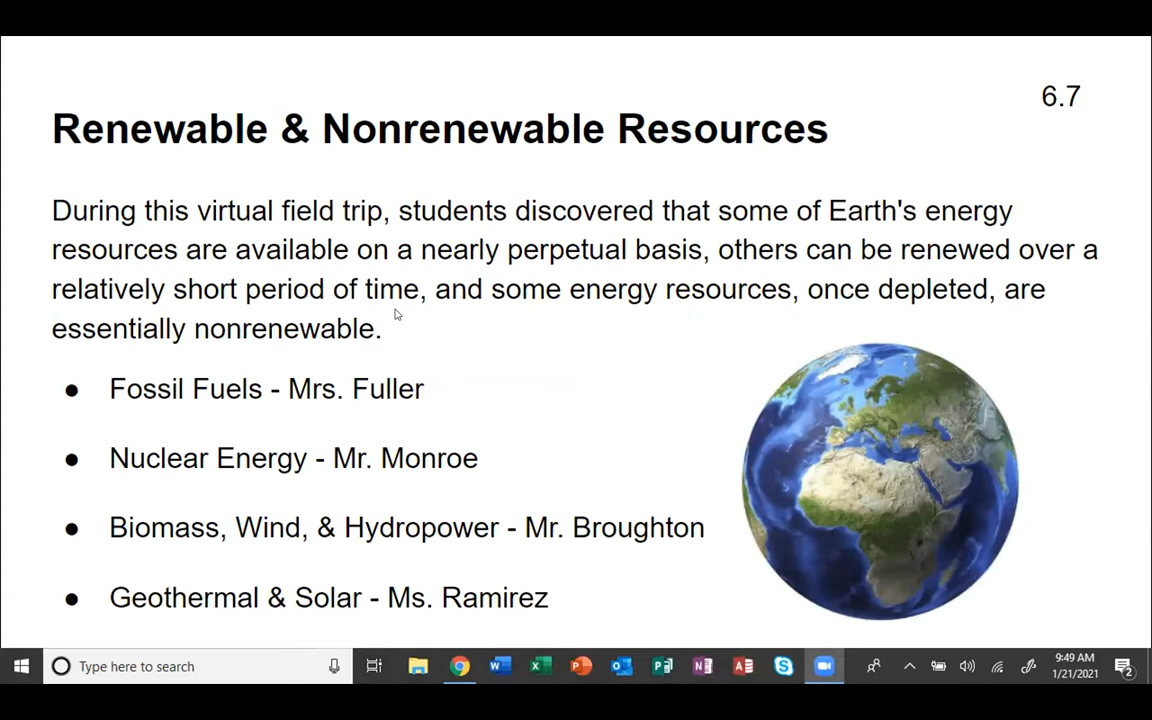 6.7
Renewable & Nonrenewable Resources
During this virtual field trip, students discovered that some of Earth's energy
resources are available on a nearly perpetual basis, others can be renewed over a
relatively short period of time, and some energy resources, once depleted, are
essentially nonrenewable.
● Fossil Fuels - Mrs. Fuller
● Nuclear Energy - Mr. Monroe
● Biomass, Wind, & Hydropower - Mr. Broughton
● Geothermal & Solar - Ms. Ramirez
Type here to search
9:49 AM
1/21/2021
2